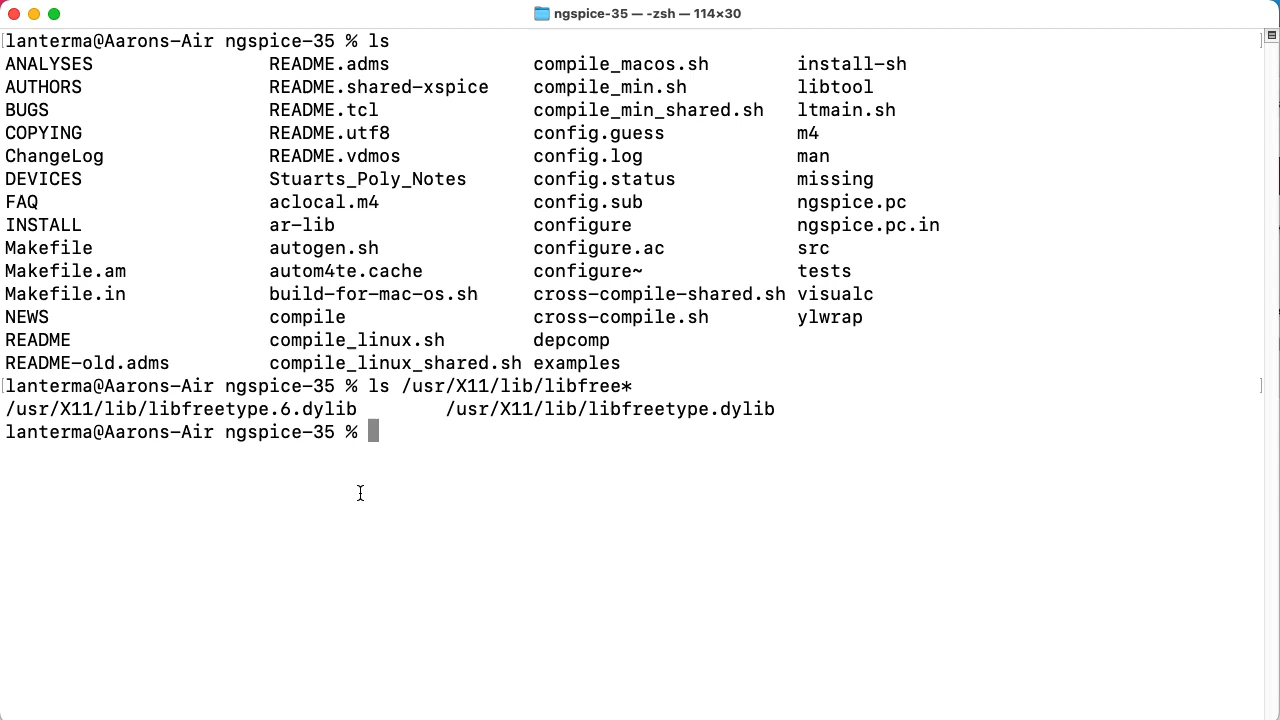 ngspice-35 — -zsh — 114×30
lanterma@Aarons-Air ngspice-35 % ls
ANALYSES README.adms compile_macos.sh install-sh
AUTHORS README.shared-xspice compile_min.sh libtool
BUGS README.tcl compile_min_shared.sh ltmain.sh
COPYING README.utf8 config.guess m4
ChangeLog README.vdmos config.log man
DEVICES Stuarts_Poly_Notes config.status missing
FAQ aclocal.m4 config.sub ngspice.pc
INSTALL ar-lib configure ngspice.pc.in
Makefile autogen.sh configure.ac src
Makefile.am autom4te.cache configure~ tests
Makefile.in build-for-mac-os.sh cross-compile-shared.sh visualc
NEWS compile cross-compile.sh ylwrap
README compile_linux.sh depcomp
README-old.adms compile_linux_shared.sh examples
lanterma@Aarons-Air ngspice-35 % ls /usr/X11/lib/libfree*
/usr/X11/lib/libfreetype.6.dylib /usr/X11/lib/libfreetype.dylib
lanterma@Aarons-Air ngspice-35 %